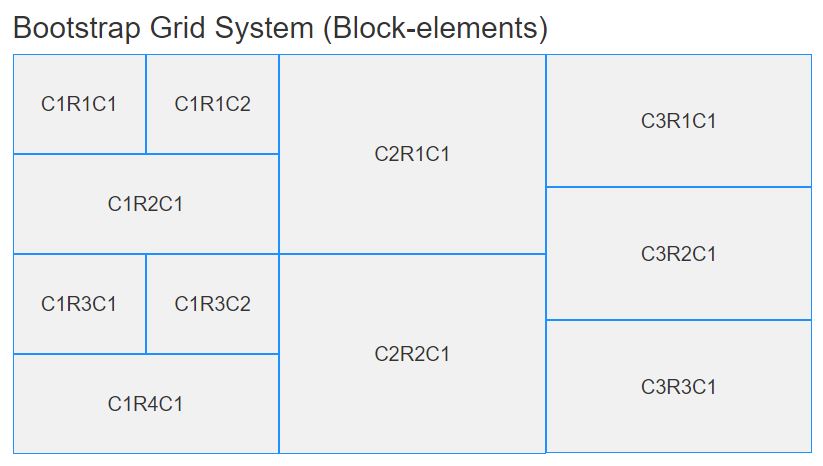 Bootstrap Grid System (Block-elements)
C1R1C1
C1R1C2
C1R2C1
C1R3C1
C1R3C2
C1R4C1
C2R1C1
C2R2C1
C3R1C1
C3R2C1
C3R3C1